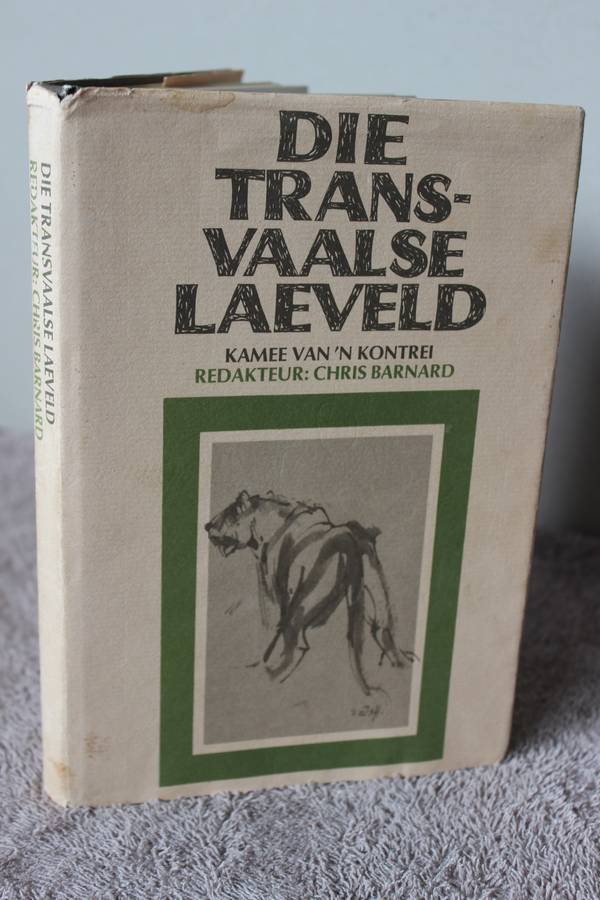 DIE
TRANS-
VAALSE
LAEVELD
KAMEE VAN 'N KONTREI
REDAKTEUR: CHRIS BARNARD
DIE TRANSVAALSE LAEVELD
REDAKTEUR: CHRIS BARNARD